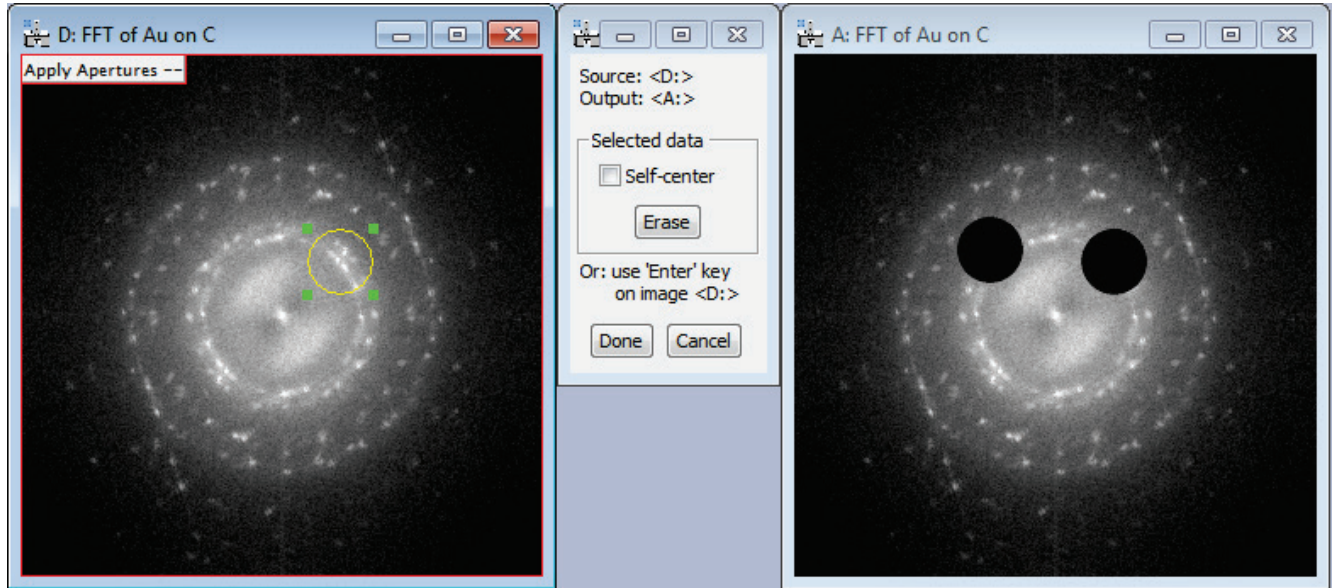 D: FFT of Au on C
Apply Apertures --
Source: <D:>
Output: <A:>
Selected data
Self-center
Erase
Or: use 'Enter' key
on image <D:>
Done
Cancel
A: FFT of Au on C